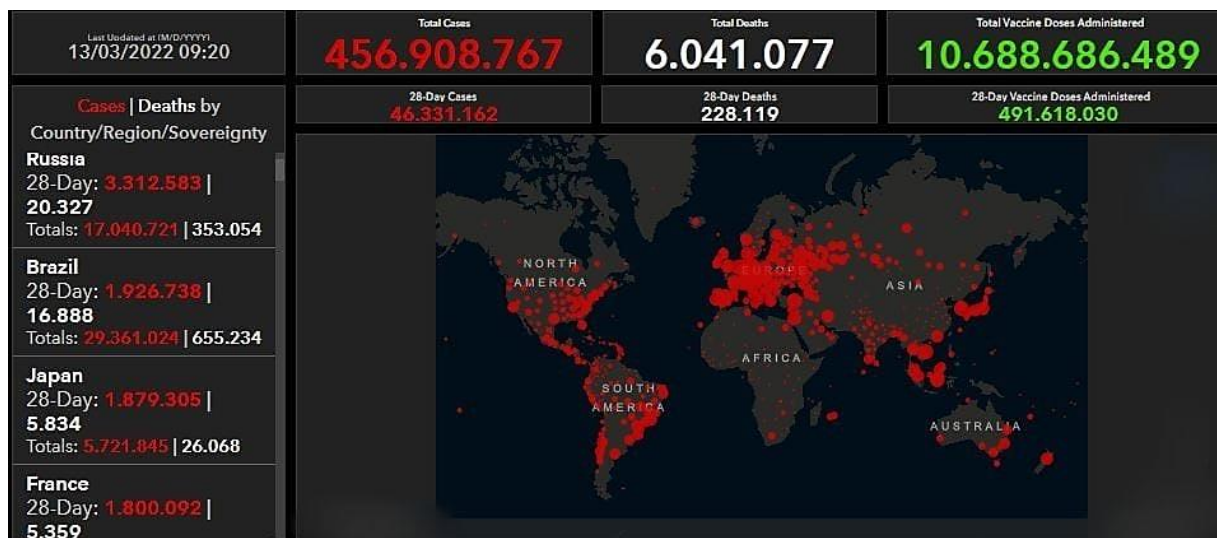 Last Updated at (M/D/YYYY)
13/03/2022 09:20
Total Cases
456.908.767
Total Deaths
6.041.077
Total Vaccine Doses Administered
10.688.686.489
28-Day Cases
46.331.162
28-Day Deaths
228.119
28-Day Vaccine Doses Administered
491.618.030
Cases | Deaths by
Country/Region/Sovereignty
Russia
28-Day: 3.312.583 |
20.327
Totals: 17.040.721 | 353.054
Brazil
28-Day: 1.926.738 |
16.888
Totals: 29.361.024 | 655.234
Japan
28-Day: 1.879.305 |
5.834
Totals: 5.721.845 | 26.068
France
28-Day: 1.800.092 |
5.359
NORTH
AMERICA
EUROPE
ASIA
AFRICA
SOUTH
AMERICA
AUSTRALIA